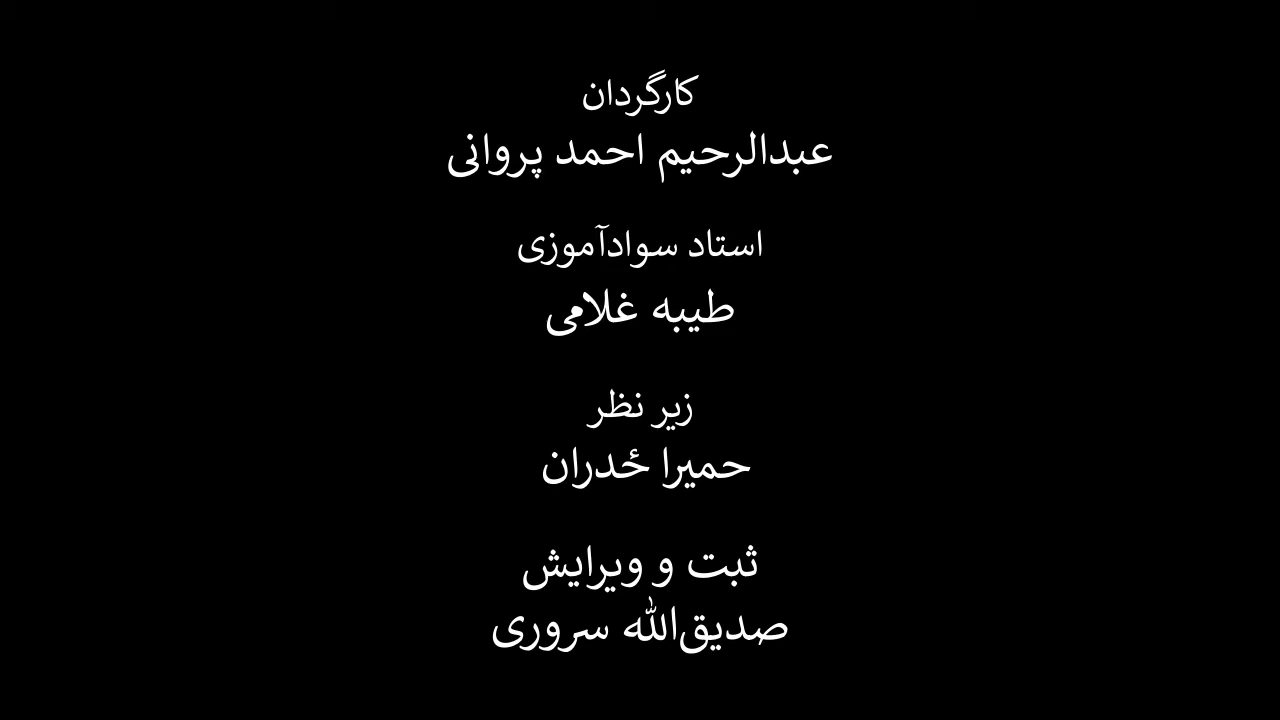 کارگردان
عبدالرحیم احمد پروانی
استاد سوادآموزی
طیبه غلامی
زیر نظر
حمیرا ځدران
ثبت و ویرایش
صدیق‌الله سروری